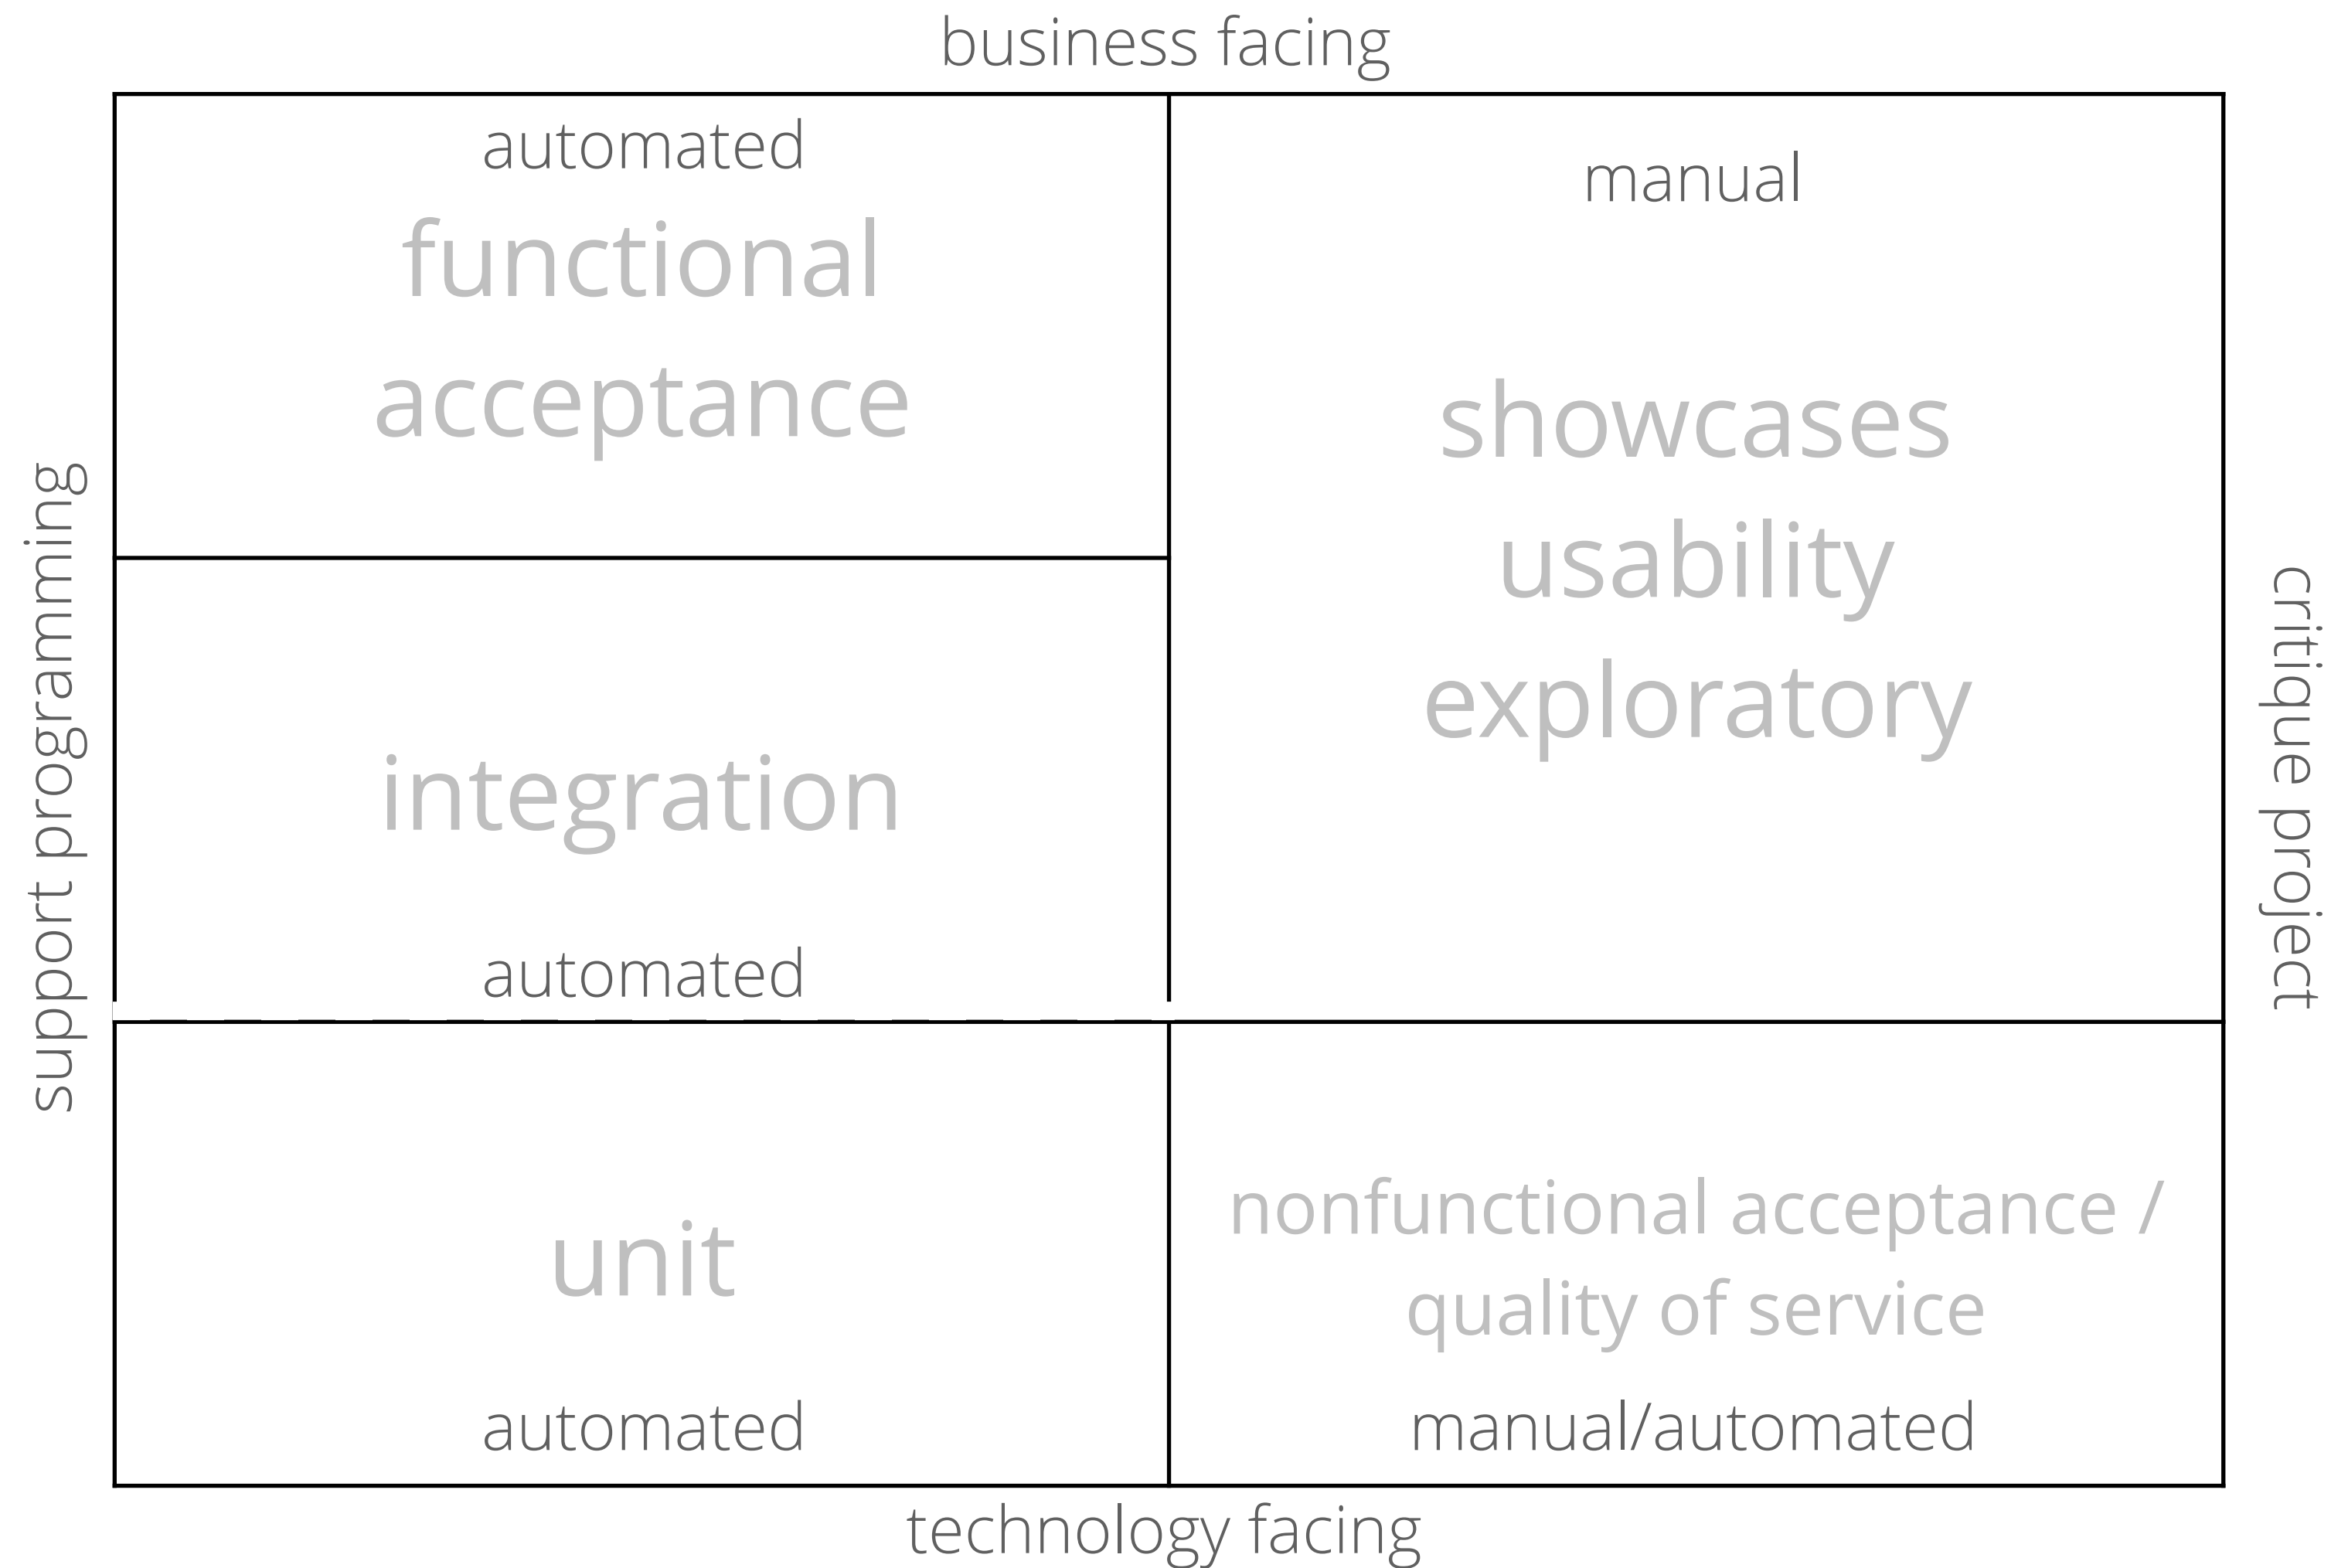 business facing
automated
functional
acceptance
manual
showcases
usability
exploratory
support programming
critique project
integration
automated
unit
automated
nonfunctional acceptance /
quality of service
manual/automated
technology facing